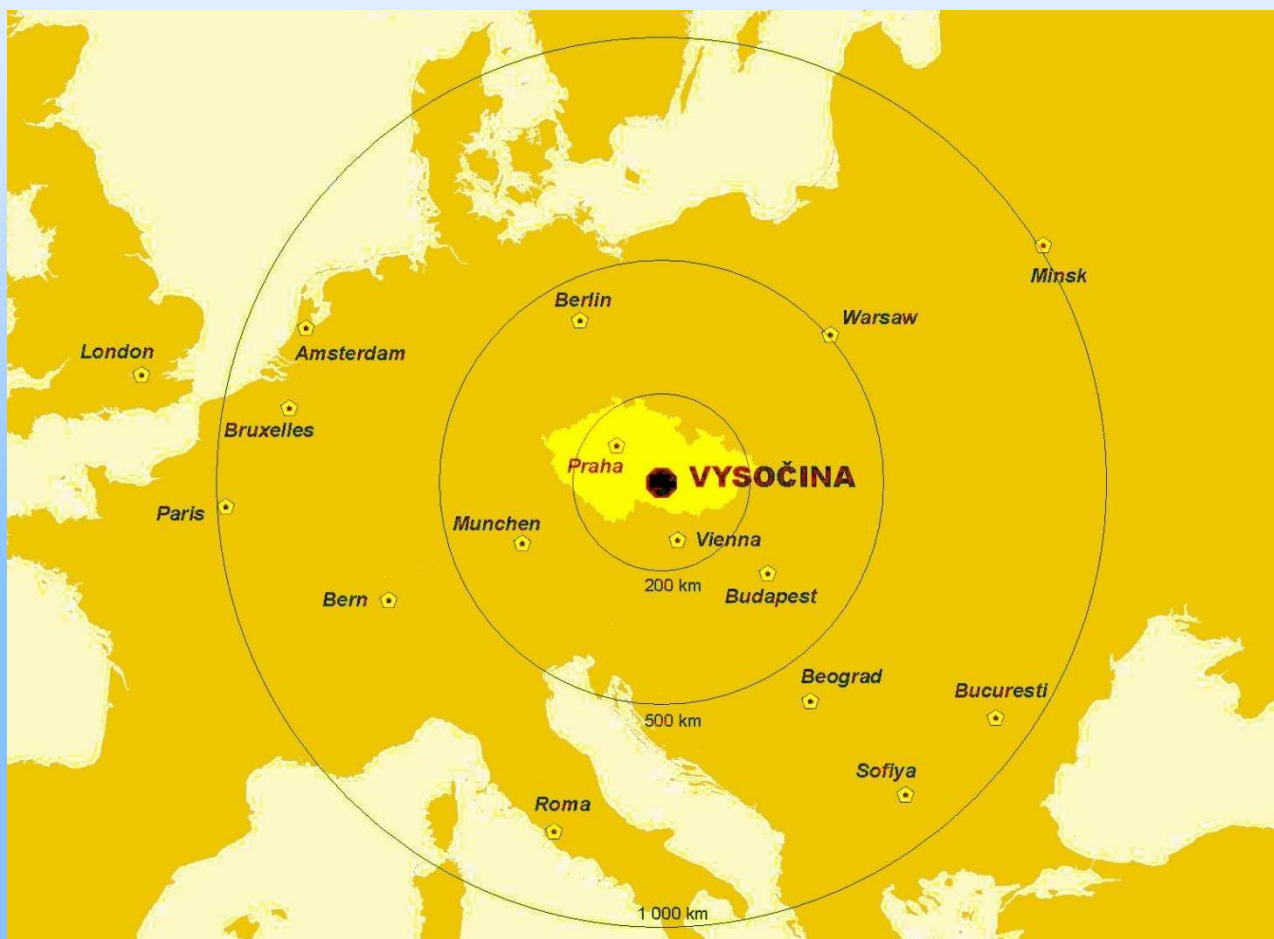 Minsk
Berlin
Warsaw
London
Amsterdam
Bruxelles
Praha
VYSOČINA
Paris
Munchen
Vienna
200 km
Bern
Budapest
Beograd
Bucuresti
500 km
Sofiya
Roma
1 000 km